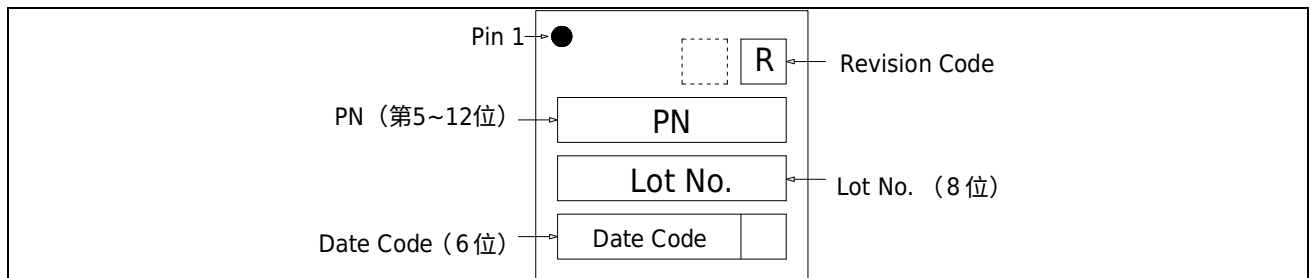 Pin 1
R
Revision Code
PN（第5~12位）
PN
Lot No.
Lot No. （8位）
Date Code（6位）
Date Code